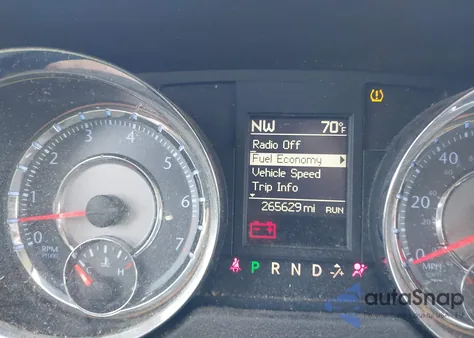 NW 70°F
Radio Off
Fuel Economy
Vehicle Speed
Trip Info
265629 mi RUN
P R N D
0 1 2 3 4 5 6 7
RPM
C H
0 20 40
MPH
autoSnap